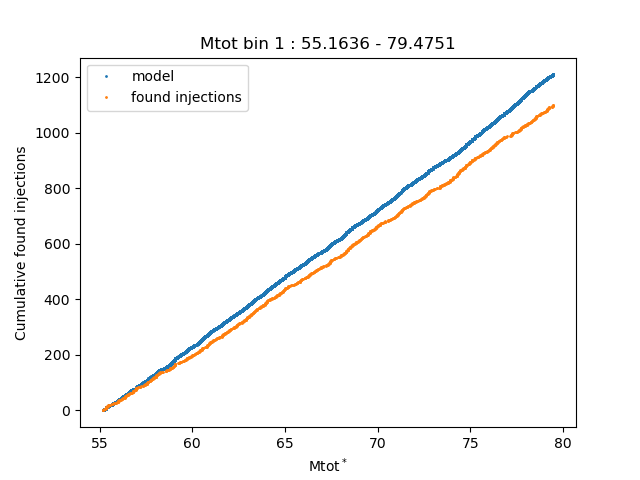 Mtot bin 1 : 55.1636 - 79.4751
model
found injections
Cumulative found injections
1200
1000
800
600
400
200
0
55 60 65 70 75 80
Mtot*